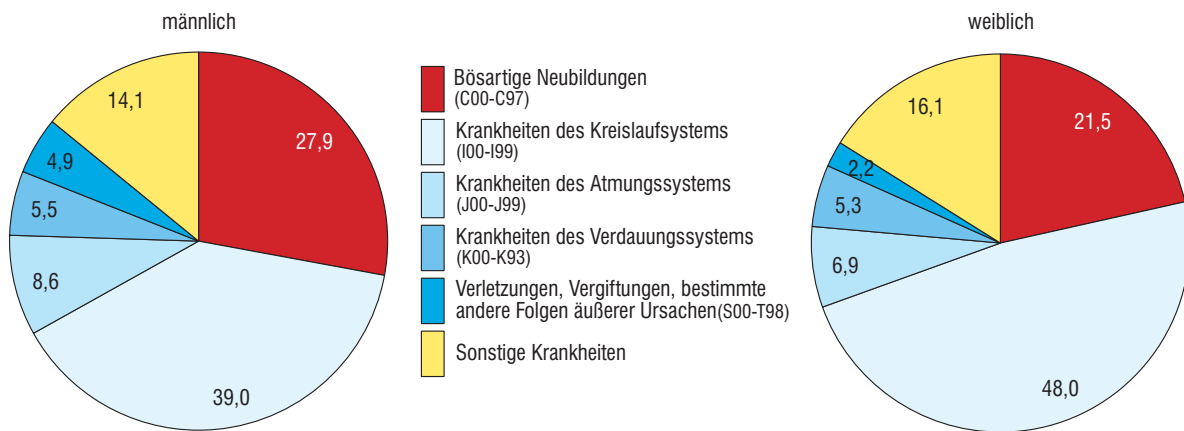 männlich
14,1
27,9
4,9
5,5
8,6
39,0
Bösartige Neubildungen
(C00-C97)
Krankheiten des Kreislaufsystems
(I00-I99)
Krankheiten des Atmungssystems
(J00-J99)
Krankheiten des Verdauungssystems
(K00-K93)
Verletzungen, Vergiftungen, bestimmte
andere Folgen äußerer Ursachen(S00-T98)
Sonstige Krankheiten
weiblich
16,1
21,5
2,2
5,3
6,9
48,0